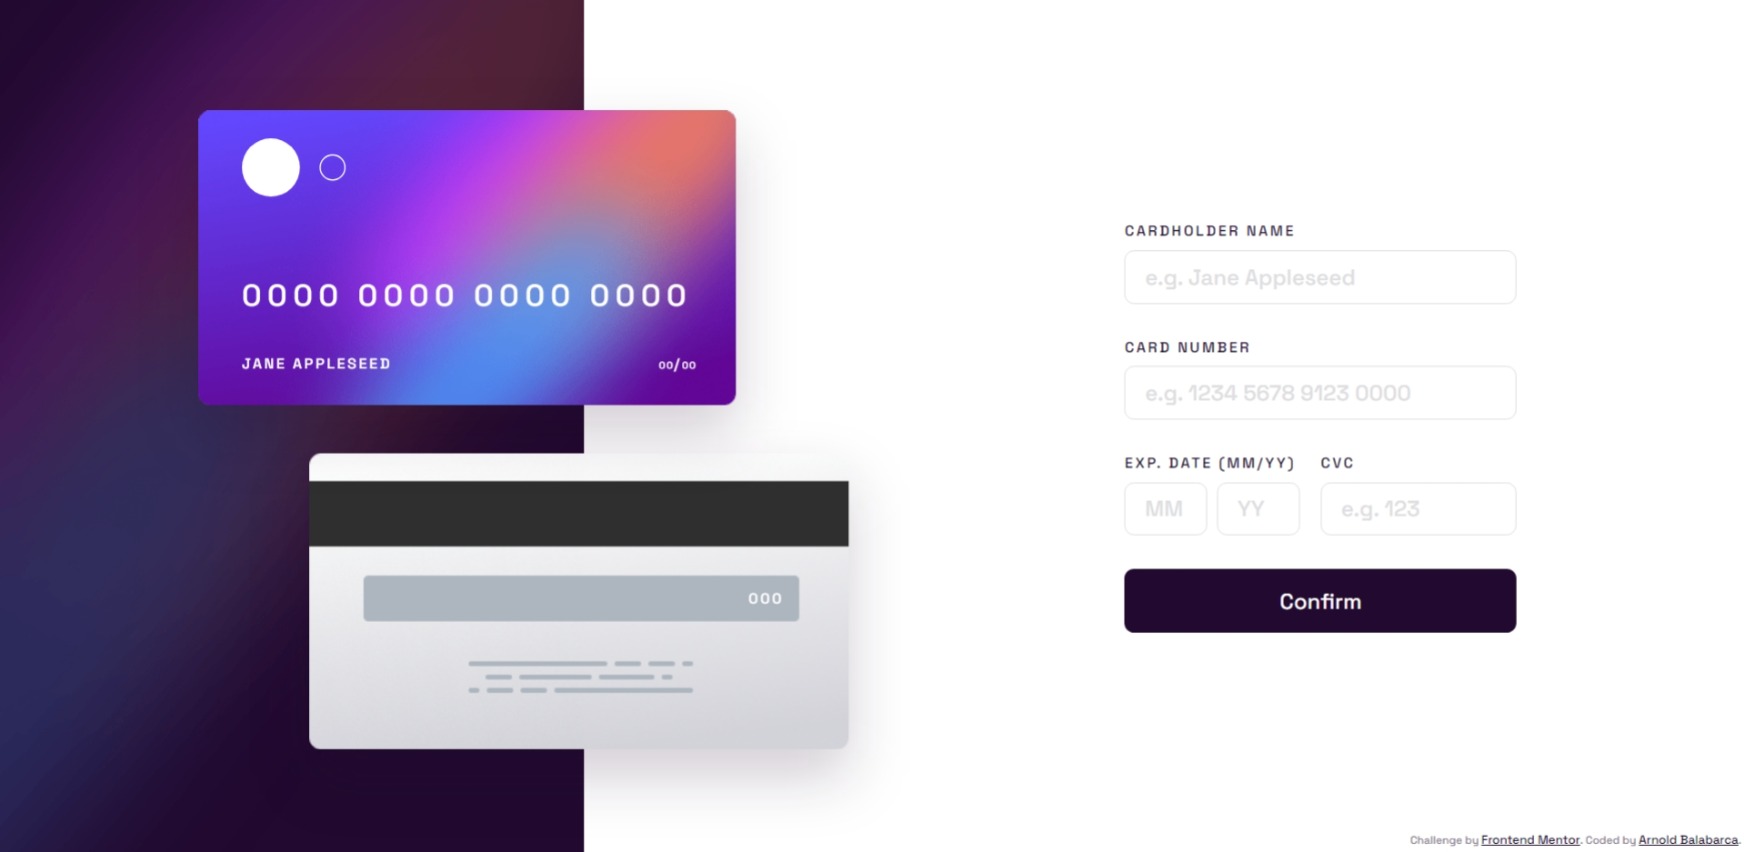 0000 0000 0000 0000
JANE APPLESEED
00/00
000
CARDHOLDER NAME
e.g. Jane Appleseed
CARD NUMBER
e.g. 1234 5678 9123 0000
EXP. DATE (MM/YY) CVC
MM YY e.g. 123
Confirm
Challenge by Frontend Mentor. Coded by Arnold Balabarca.